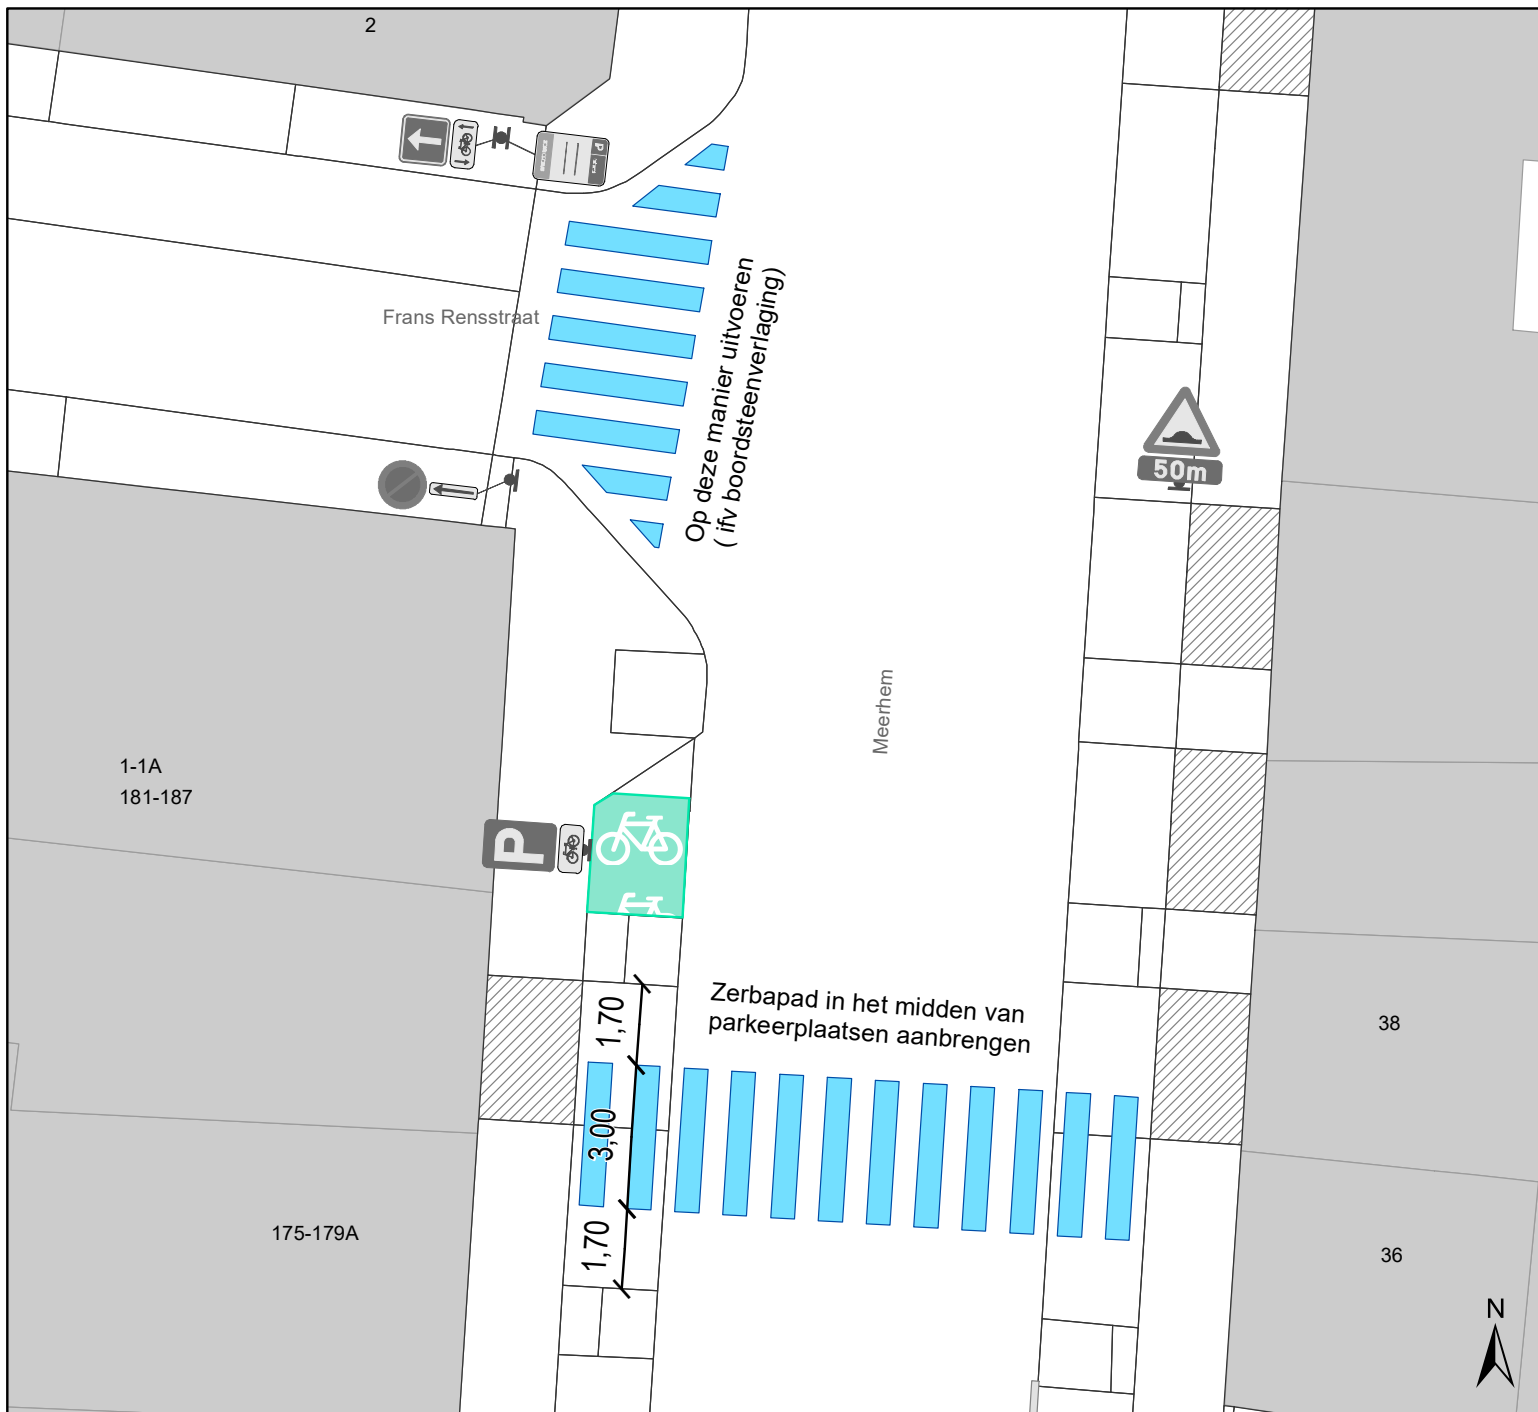 2
Frans Rensstraat
Op deze manier uitvoeren
( ifv boordsteenverlaging)
50m
Meerhem
1-1A
181-187
P
1,70
3,00
1,70
Zerbapad in het midden van
parkeerplaatsen aanbrengen
38
175-179A
36
N